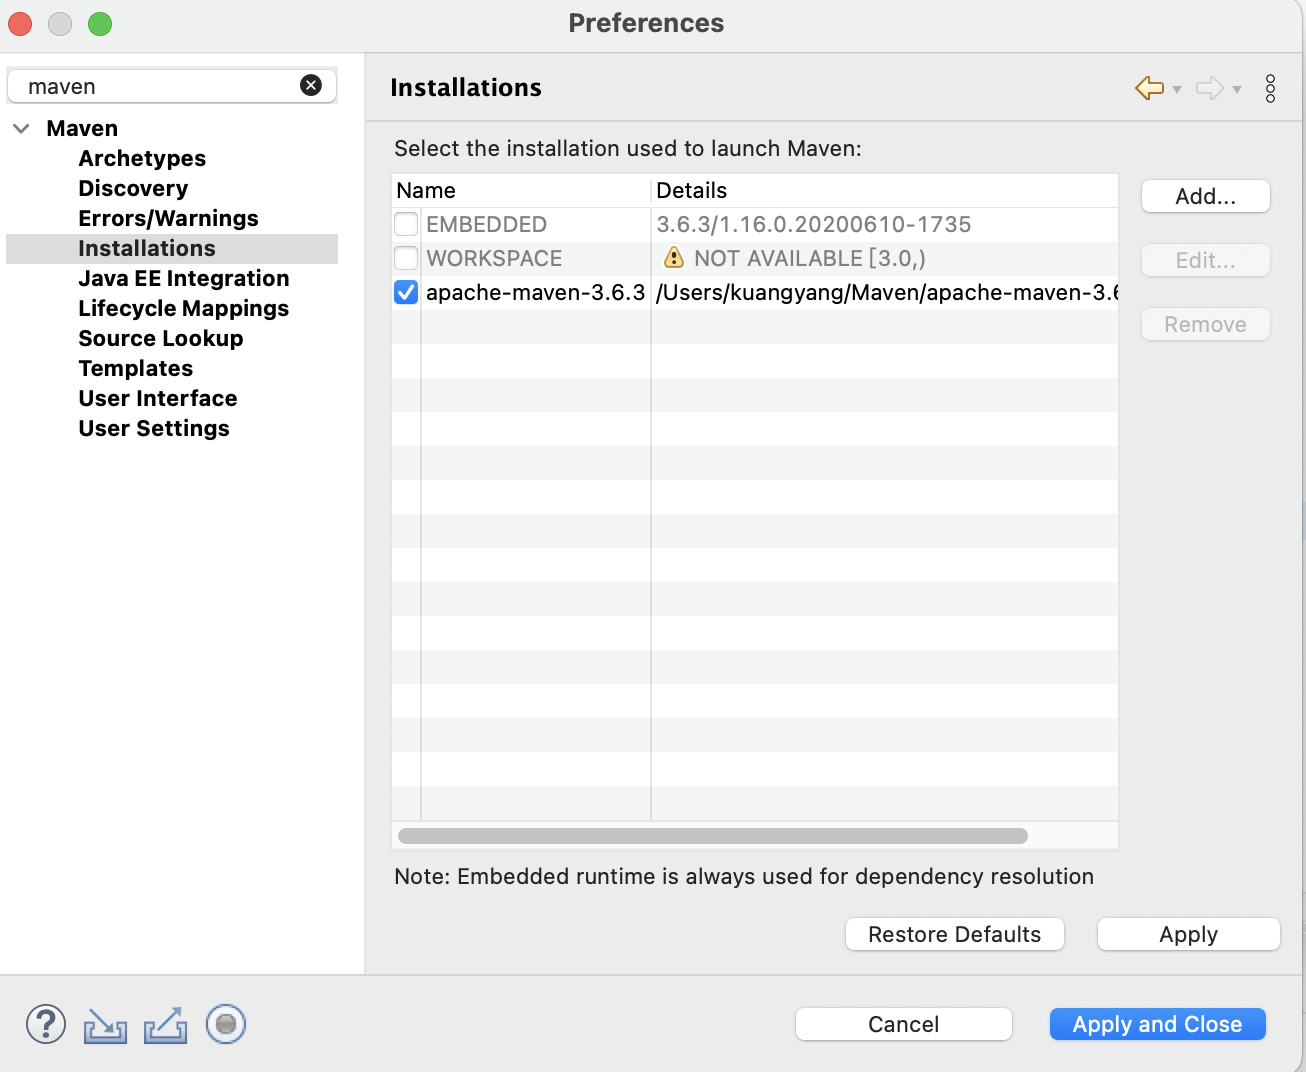 Preferences
maven
Installations
Maven
Archetypes
Discovery
Errors/Warnings
Installations
Java EE Integration
Lifecycle Mappings
Source Lookup
Templates
User Interface
User Settings
Select the installation used to launch Maven:
Name Details
EMBEDDED 3.6.3/1.16.0.20200610-1735
WORKSPACE NOT AVAILABLE [3.0,)
apache-maven-3.6.3 /Users/kuangyang/Maven/apache-maven-3.6
Add...
Edit...
Remove
Note: Embedded runtime is always used for dependency resolution
Restore Defaults Apply
? Cancel Apply and Close